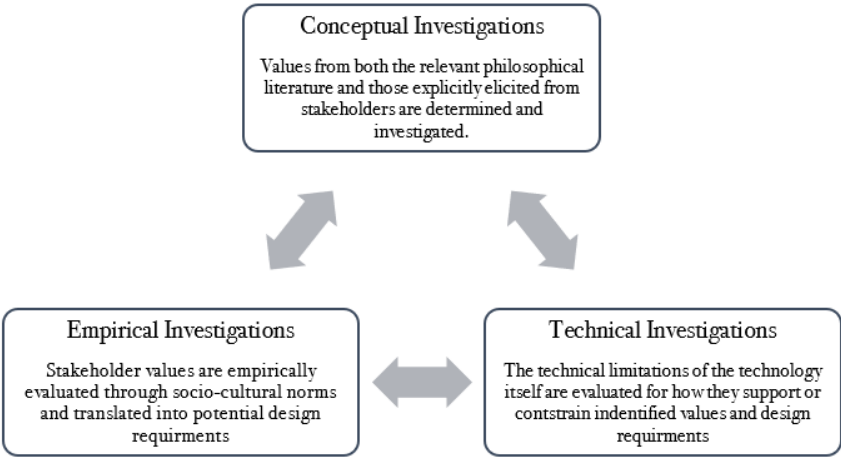 Conceptual Investigations
Values from both the relevant philosophical
literature and those explicitly elicited from
stakeholders are determined and
investigated.
Empirical Investigations
Stakeholder values are empirically
evaluated through socio-cultural norms
and translated into potential design
requirments
Technical Investigations
The technical limitations of the technology
itself are evaluated for how they support or
contstrain indentified values and design
requirments